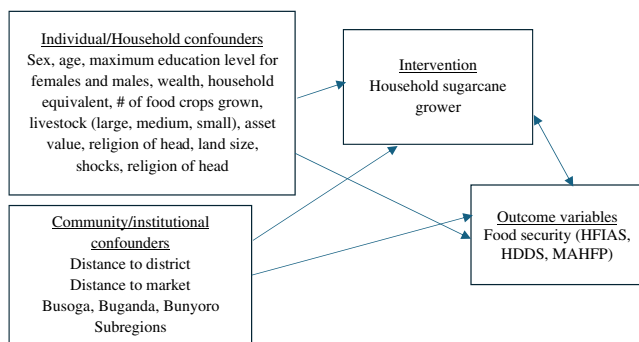 Individual/Household confounders
Sex, age, maximum education level for
females and males, wealth, household
equivalent, # of food crops grown,
livestock (large, medium, small), asset
value, religion of head, land size,
shocks, religion of head
Intervention
Household sugarcane
grower
Community/institutional
confounders
Distance to district
Distance to market
Busoga, Buganda, Bunyoro
Subregions
Outcome variables
Food security (HFIAS,
HDDS, MAHFP)